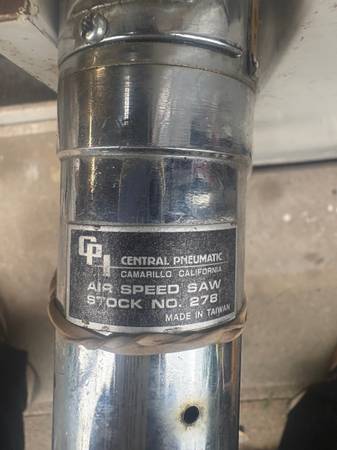 CPI CENTRAL PNEUMATIC
CAMARILLO CALIFORNIA
AIR SPEED SAW
STOCK NO. 278
MADE IN TAIWAN